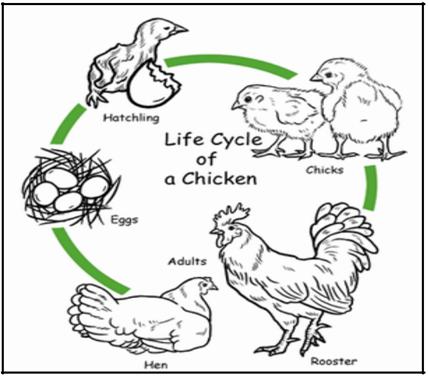 Hatchling
Life Cycle
of
a Chicken
Chicks
Eggs
Adults
Hen
Rooster